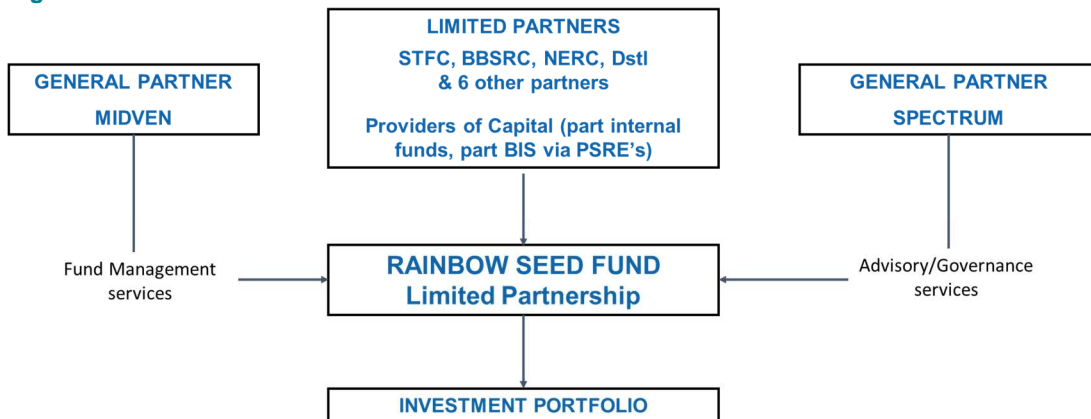 LIMITED PARTNERS
STFC, BBSRC, NERC, Dstl
& 6 other partners
Providers of Capital (part internal
funds, part BIS via PSRE's)
GENERAL PARTNER
MIDVEN
GENERAL PARTNER
SPECTRUM
Fund Management
services
RAINBOW SEED FUND
Limited Partnership
Advisory/Governance
services
INVESTMENT PORTFOLIO